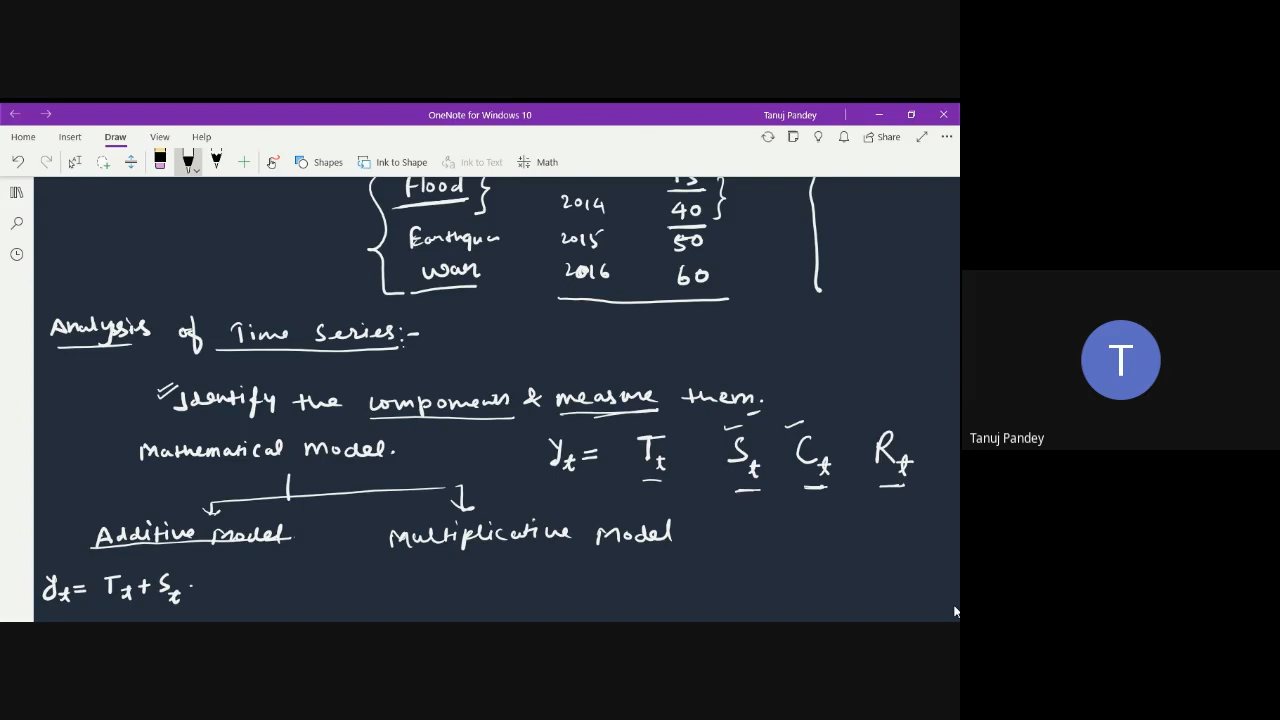 OneNote for Windows 10
Tanuj Pandey
Home Insert Draw View Help
Share
Shapes Ink to Shape Ink to Text Math
Flood 2014 40
Earthqua 2015 50
War 2016 60
Analysis of Time Series:-
Identify the components & measure them.
Mathematical Model. yt = Tt St Ct Rt
Additive Model Multiplicative Model
yt = Tt + St
T
Tanuj Pandey